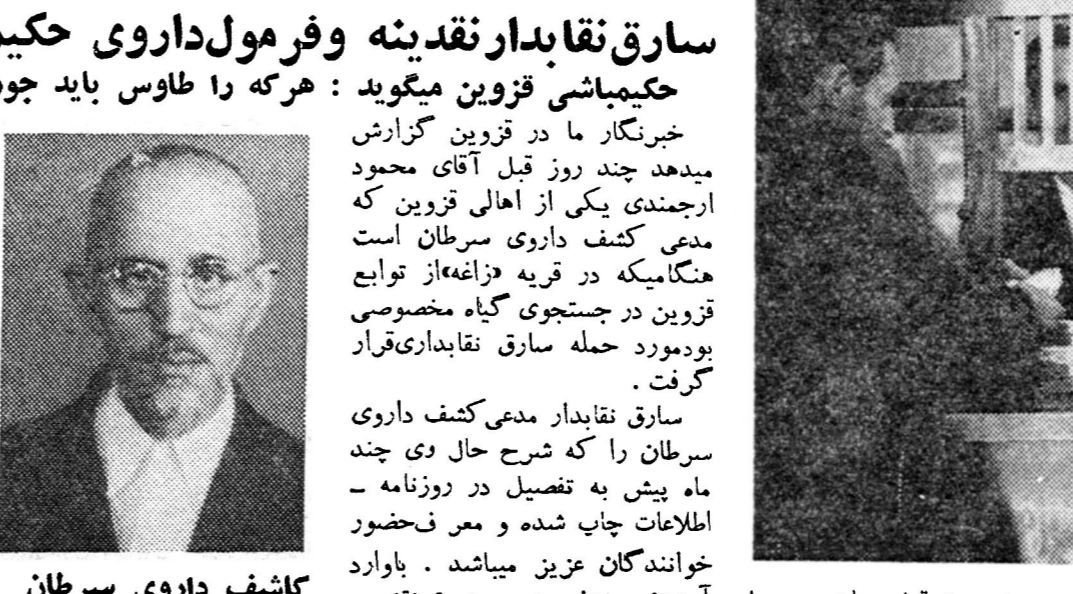 سارق نقابدار نقدینه وفرمول داروی
حکیمباشی قزوین میگوید : هرکه را طاوس باید
خبرنگار ما در قزوین گزارش
میدهد چند روز قبل آقای محمود
ارجمندی یکی از اهالی قزوین که
مدعی کشف داروی سرطان است
هنگامیکه در قریه «زاغه»از توابع
قزوین در جستجوی گیاه مخصوصی
بودمورد حمله سارق نقابداری‌قرار
گرفت .
سارق نقابدار مدعی کشف داروی
سرطان را که شرح حال وی چند
ماه پیش به تفصیل در روزنامه ـ
اطلاعات چاپ شده و معر ف‌حضور
خوانندگان عزیز میباشد . باوارد
کاشف داروی سرطان